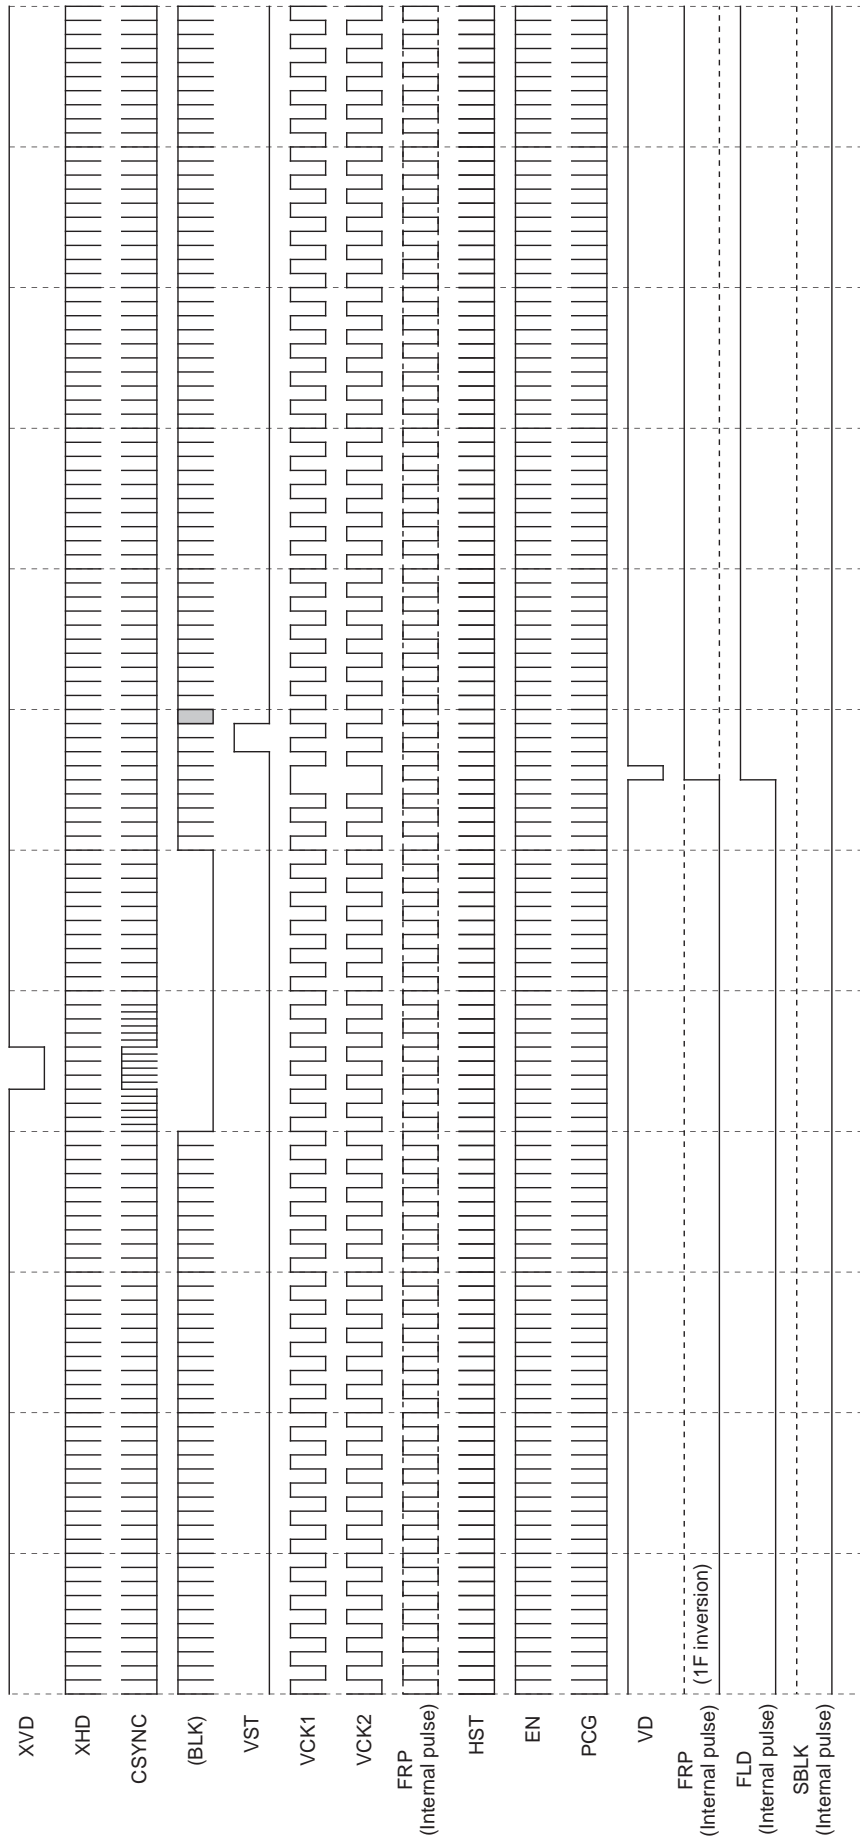 XVD
XHD
CSYNC
(BLK)
VST
VCK1
VCK2
FRP
(Internal pulse)
HST
EN
PCG
VD
(1F inversion)
FRP
(Internal pulse)
FLD
(Internal pulse)
SBLK
(Internal pulse)